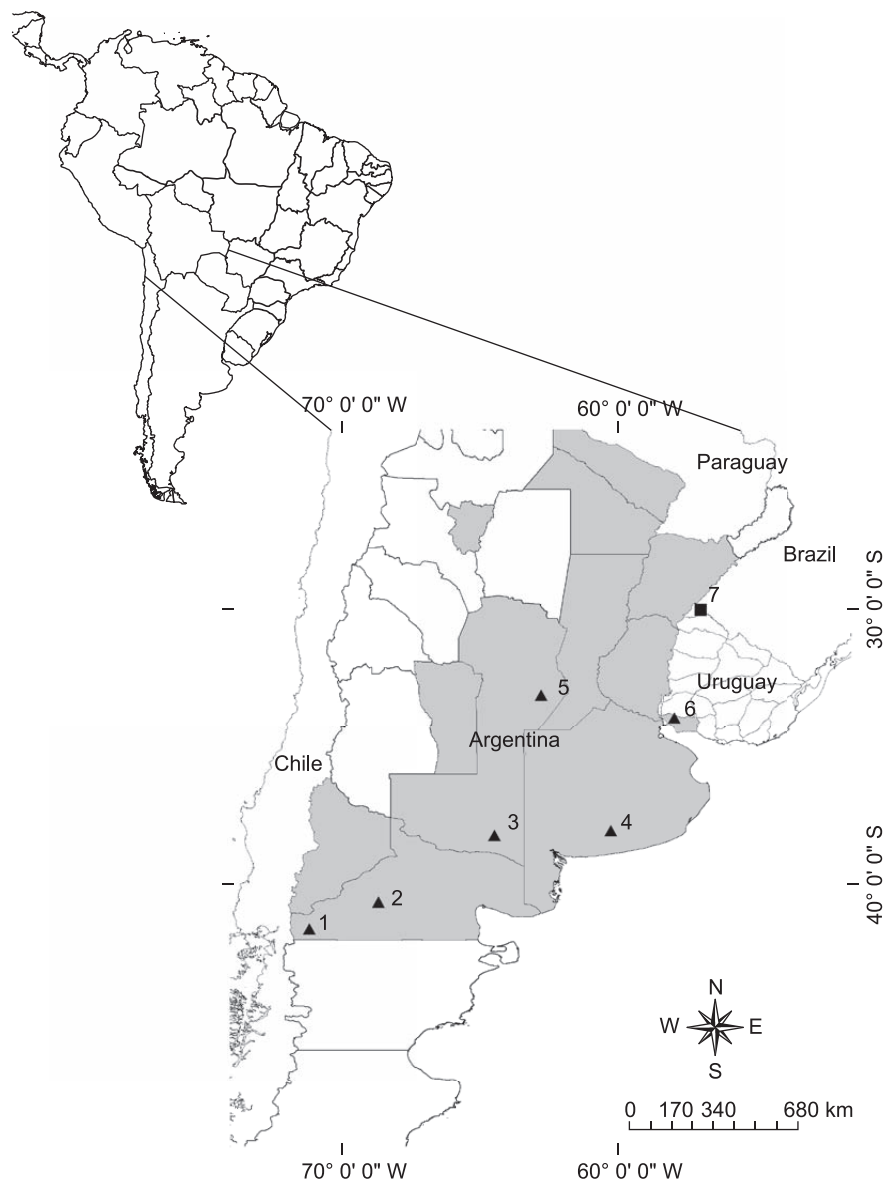 70° 0' 0" W
60° 0' 0" W
Paraguay
Brazil
7
30° 0' 0" S
Uruguay
5
6
Argentina
Chile
3
4
2
40° 0' 0" S
1
N
W E
S
0 170 340 680 km
70° 0' 0" W
60° 0' 0" W